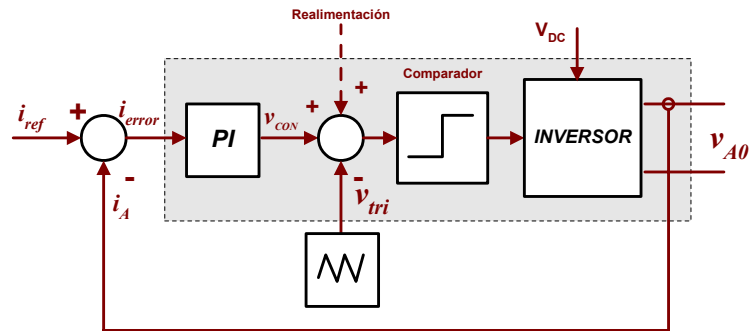 Realimentación
V_DC
Comparador
i_ref
+
i_error
PI
v_CON
+
+
INVERSOR
v_A0
-
i_A
-
v_tri